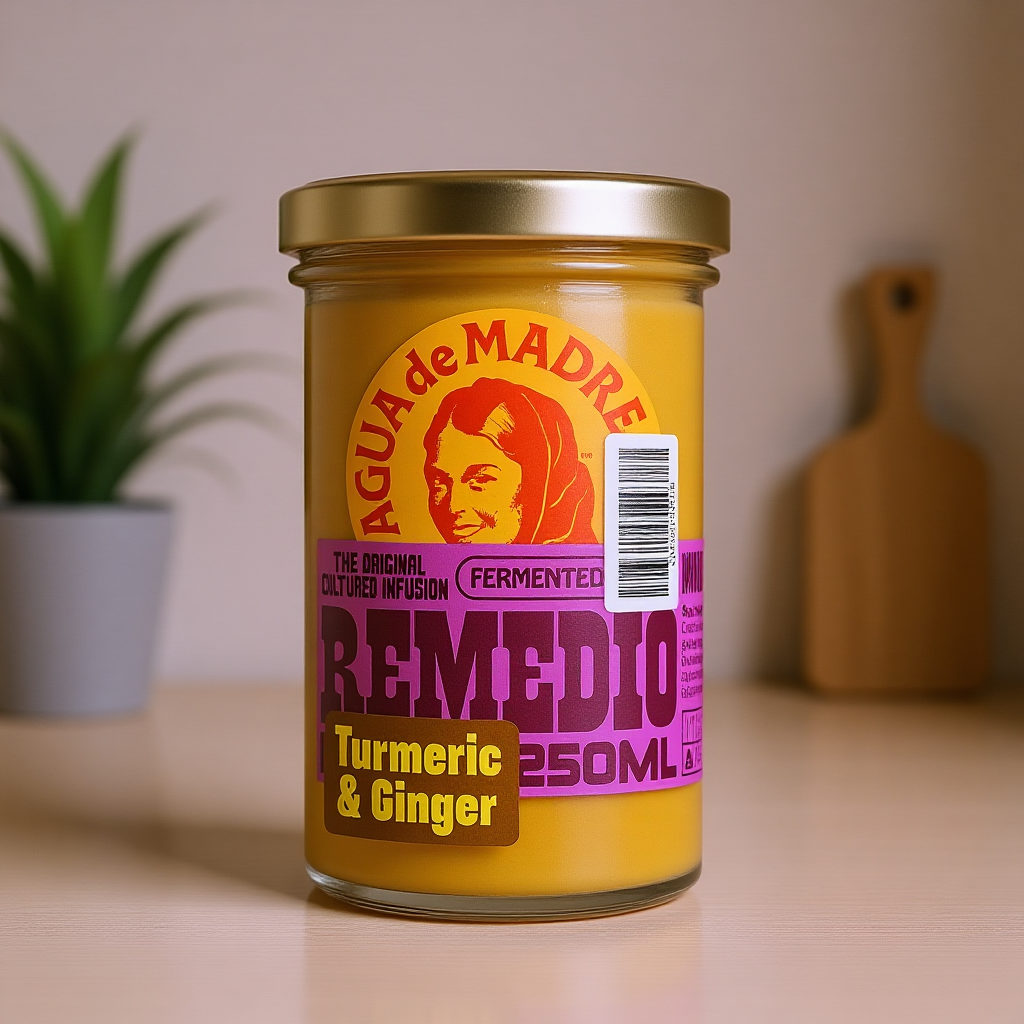 AGUA de MADRE
THE ORIGINAL
CULTURED INFUSION
FERMENTED
REMEDIO
250ML
Turmeric
& Ginger